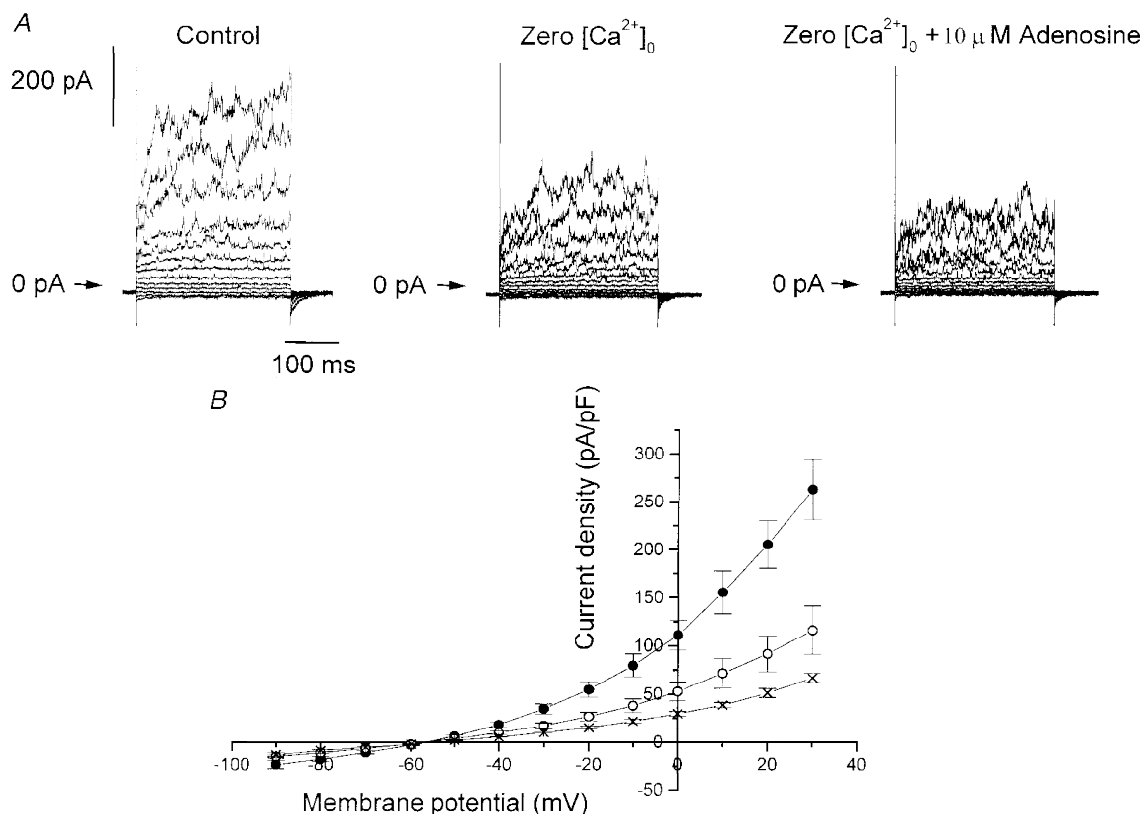 A
Control
Zero [Ca²⁺]₀
Zero [Ca²⁺]₀ + 10 μM Adenosine
200 pA
0 pA
0 pA
0 pA
100 ms
B
Current density (pA/pF)
300
250
200
150
100
50
0
-50
-100
-80
-60
-40
-20
0
20
40
Membrane potential (mV)